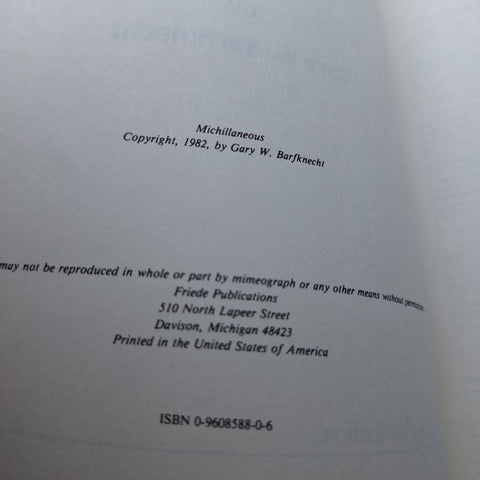 Michillaneous
Copyright, 1982, by Gary W. Barfknecht
may not be reproduced in whole or part by mimeograph or any other means without permission
Friede Publications
510 North Lapeer Street
Davison, Michigan 48423
Printed in the United States of America
ISBN 0-9608588-0-6